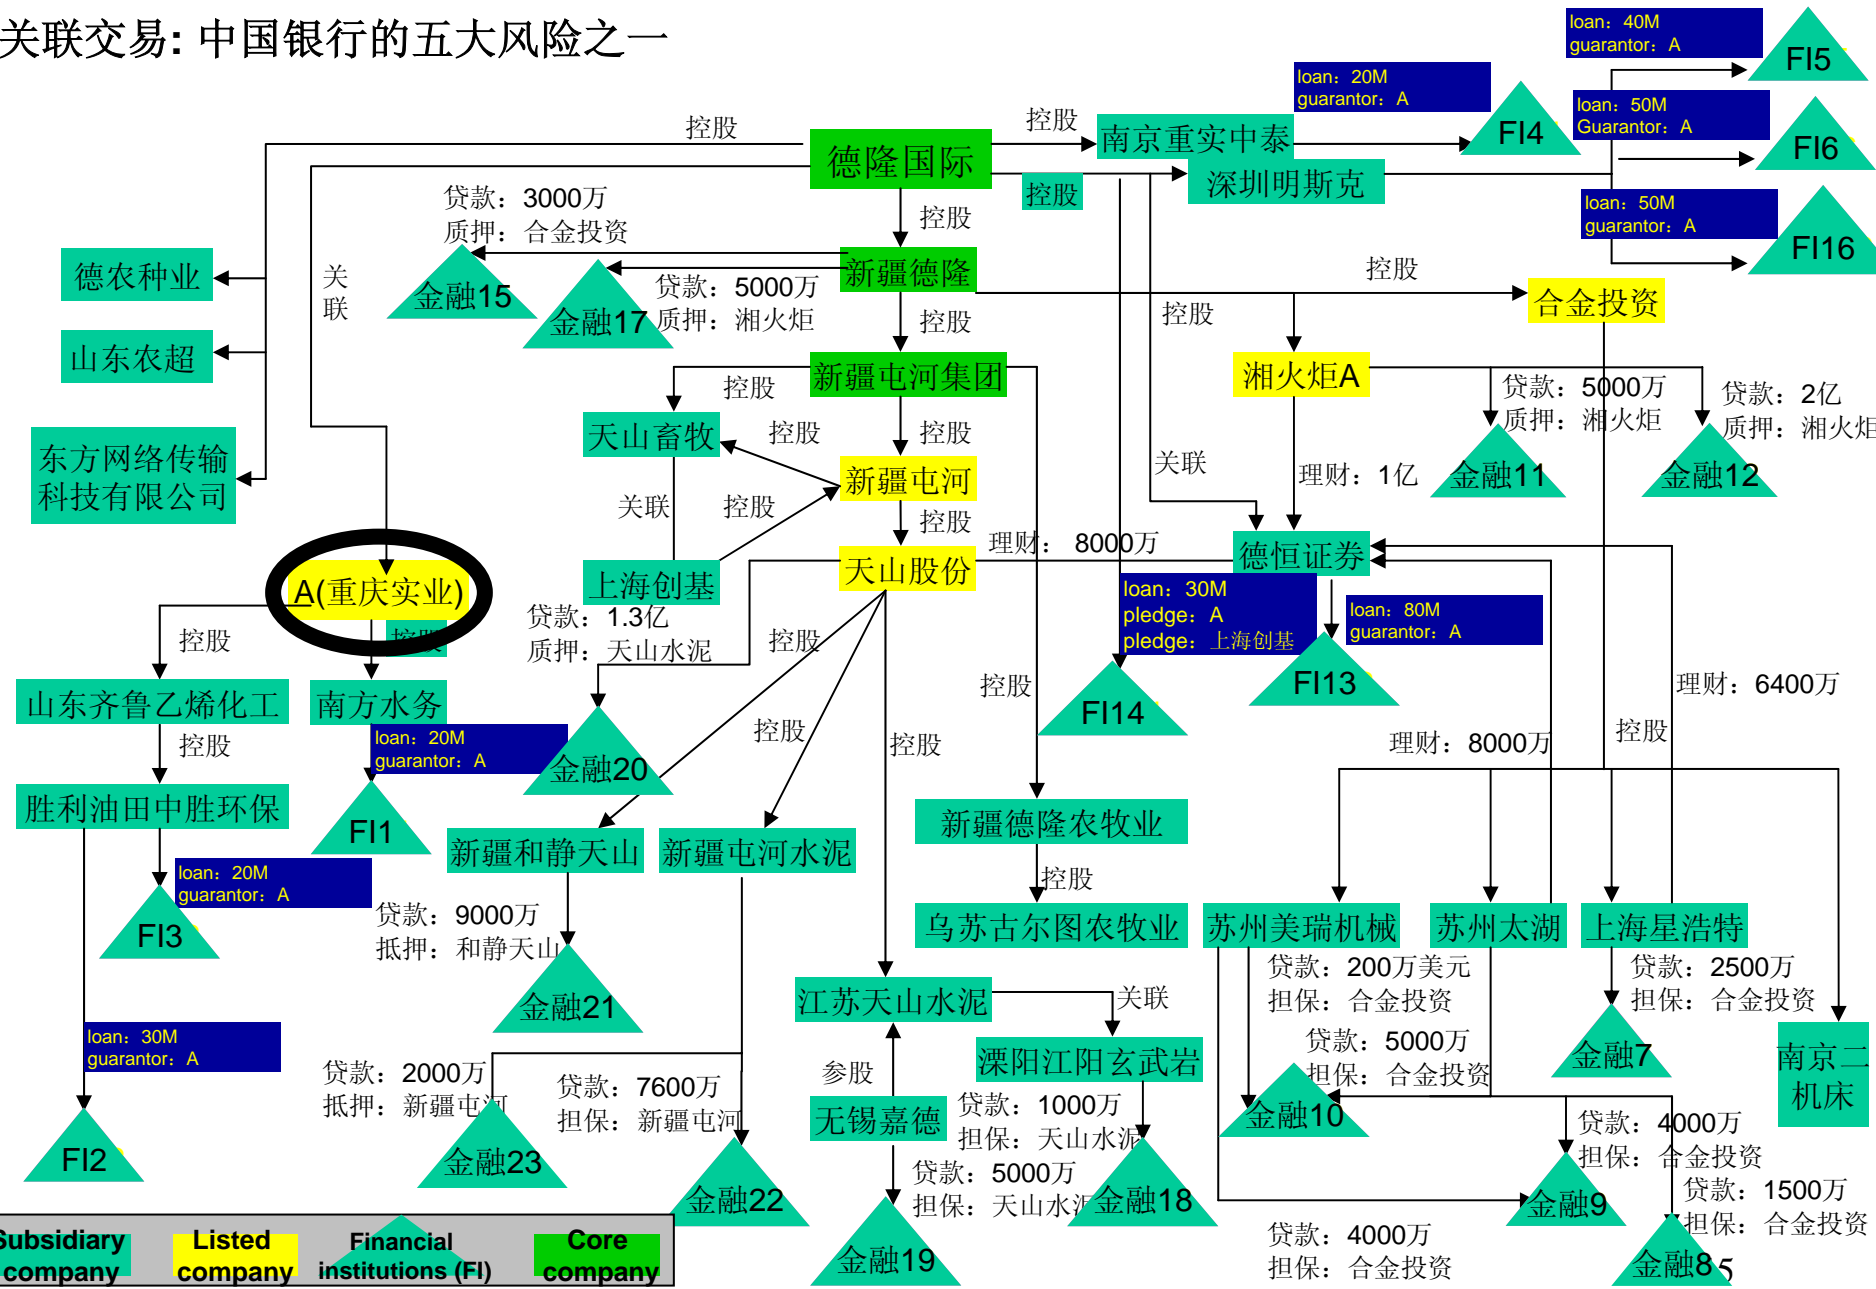 关联交易: 中国银行的五大风险之一
loan：40M
guarantor：A
FI5
loan：20M
guarantor：A
FI4
loan：50M
Guarantor：A
FI6
控股
控股
德隆国际
南京重实中泰
深圳明斯克
控股
loan：50M
guarantor：A
FI16
贷款：3000万
质押：合金投资
控股
德农种业
关
联
金融15
金融17
新疆德隆
贷款：5000万
质押：湘火炬
控股
控股
控股
合金投资
山东农超
新疆屯河集团
湘火炬A
控股
天山畜牧
控股
控股
贷款：5000万
质押：湘火炬
贷款：2亿
质押：湘火炬
东方网络传输
科技有限公司
新疆屯河
关联
理财：1亿
金融11
金融12
关联
控股
控股
天山股份
理财： 8000万
德恒证券
A(重庆实业)
上海创基
loan：30M
pledge：A
pledge：上海创基
loan：80M
guarantor：A
贷款：1.3亿
质押：天山水泥
控股
控股
控股
山东齐鲁乙烯化工
南方水务
控股
FI14
FI13
理财：6400万
控股
loan：20M
guarantor：A
金融20
控股
控股
理财：8000万
控股
胜利油田中胜环保
FI1
新疆和静天山
新疆屯河水泥
新疆德隆农牧业
控股
loan：20M
guarantor：A
FI3
贷款：9000万
抵押：和静天山
乌苏古尔图农牧业
苏州美瑞机械
苏州太湖
上海星浩特
贷款：200万美元
担保：合金投资
贷款：2500万
担保：合金投资
金融21
江苏天山水泥
关联
loan：30M
guarantor：A
贷款：5000万
担保：合金投资
金融7
南京二
机床
贷款：2000万
抵押：新疆屯河
贷款：7600万
担保：新疆屯河
参股
溧阳江阳玄武岩
无锡嘉德
贷款：1000万
担保：天山水泥
金融10
贷款：4000万
担保：合金投资
FI2
金融23
金融22
贷款：5000万
担保：天山水泥
金融18
金融9
贷款：1500万
担保：合金投资
贷款：4000万
担保：合金投资
金融19
金融8
5
Subsidiary
company
Listed
company
Financial
institutions (FI)
Core
company